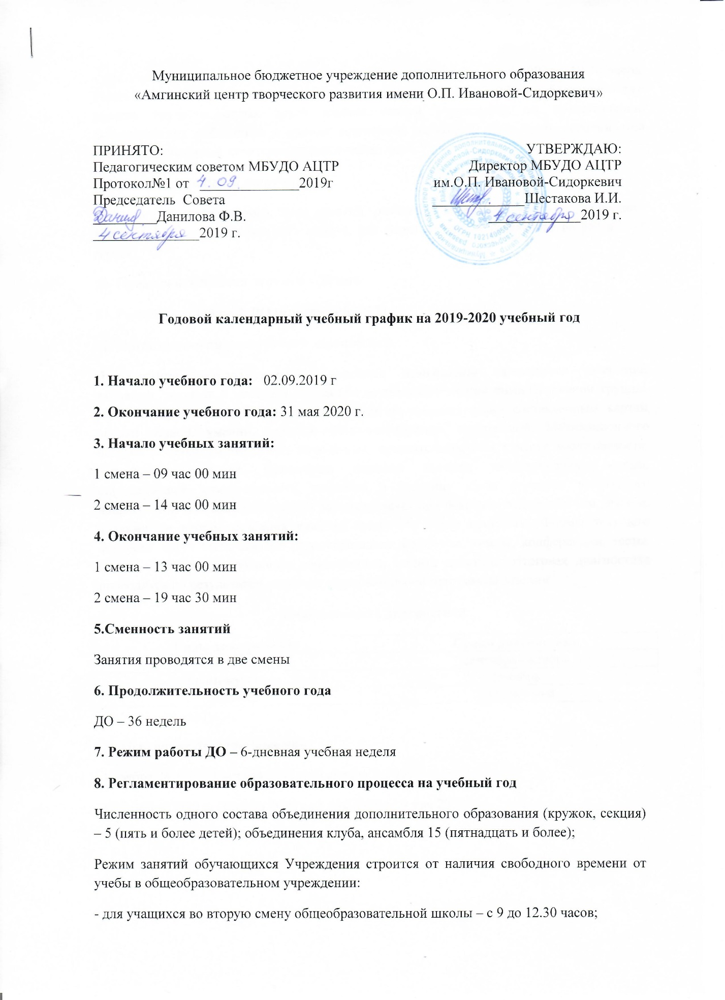 Муниципальное бюджетное учреждение дополнительного образования
«Амгинский центр творческого развития имени О.П. Ивановой-Сидоркевич»
ПРИНЯТО:
Педагогическим советом МБУДО АЦТР
Протокол№1 от 4.09. 2019г
Председатель Совета
Данилова Ф.В.
4 сентября 2019 г.
УТВЕРЖДАЮ:
Директор МБУДО АЦТР
им.О.П. Ивановой-Сидоркевич
Шестакова И.И.
4 сентября 2019 г.
Годовой календарный учебный график на 2019-2020 учебный год
1. Начало учебного года: 02.09.2019 г
2. Окончание учебного года: 31 мая 2020 г.
3. Начало учебных занятий:
1 смена – 09 час 00 мин
2 смена – 14 час 00 мин
4. Окончание учебных занятий:
1 смена – 13 час 00 мин
2 смена – 19 час 30 мин
5.Сменность занятий
Занятия проводятся в две смены
6. Продолжительность учебного года
ДО – 36 недель
7. Режим работы ДО – 6-дневная учебная неделя
8. Регламентирование образовательного процесса на учебный год
Численность одного состава объединения дополнительного образования (кружок, секция)
– 5 (пять и более детей); объединения клуба, ансамбля 15 (пятнадцать и более);
Режим занятий обучающихся Учреждения строится от наличия свободного времени от
учебы в общеобразовательном учреждении:
- для учащихся во вторую смену общеобразовательной школы – с 9 до 12.30 часов;